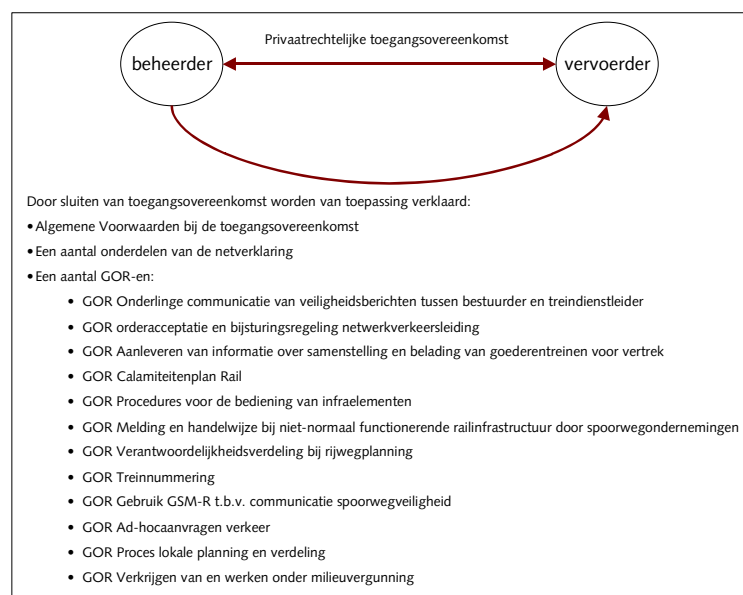 Privaatrechtelijke toegangsovereenkomst
beheerder
vervoerder
Door sluiten van toegangsovereenkomst worden van toepassing verklaard:
•Algemene Voorwaarden bij de toegangsovereenkomst
•Een aantal onderdelen van de netverklaring
•Een aantal GOR-en:
• GOR Onderlinge communicatie van veiligheidsberichten tussen bestuurder en treindienstleider
• GOR orderacceptatie en bijsturingsregeling netwerkverkeersleiding
• GOR Aanleveren van informatie over samenstelling en belading van goederentreinen voor vertrek
• GOR Calamiteitenplan Rail
• GOR Procedures voor de bediening van infraelementen
• GOR Melding en handelwijze bij niet-normaal functionerende railinfrastructuur door spoorwegondernemingen
• GOR Verantwoordelijkheidsverdeling bij rijwegplanning
• GOR Treinnummering
• GOR Gebruik GSM-R t.b.v. communicatie spoorwegveiligheid
• GOR Ad-hocaanvragen verkeer
• GOR Proces lokale planning en verdeling
• GOR Verkrijgen van en werken onder milieuvergunning